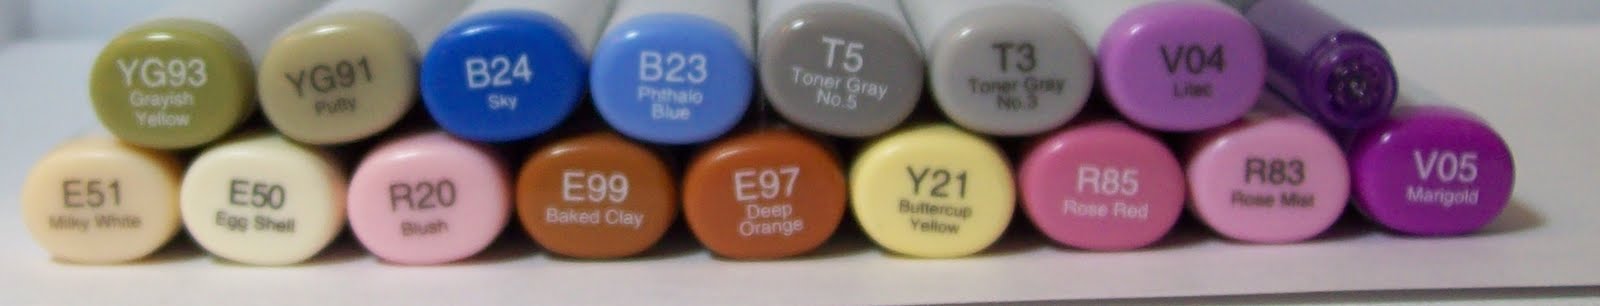 YG93
Grayish
Yellow
YG91
Putty
B24
Sky
B23
Phthalo
Blue
T5
Toner Gray
No.5
T3
Toner Gray
No.3
V04
Lilac
E51
Milky White
E50
Egg Shell
R20
Blush
E99
Baked Clay
E97
Deep
Orange
Y21
Buttercup
Yellow
R85
Rose Red
R83
Rose Mist
V05
Marigold